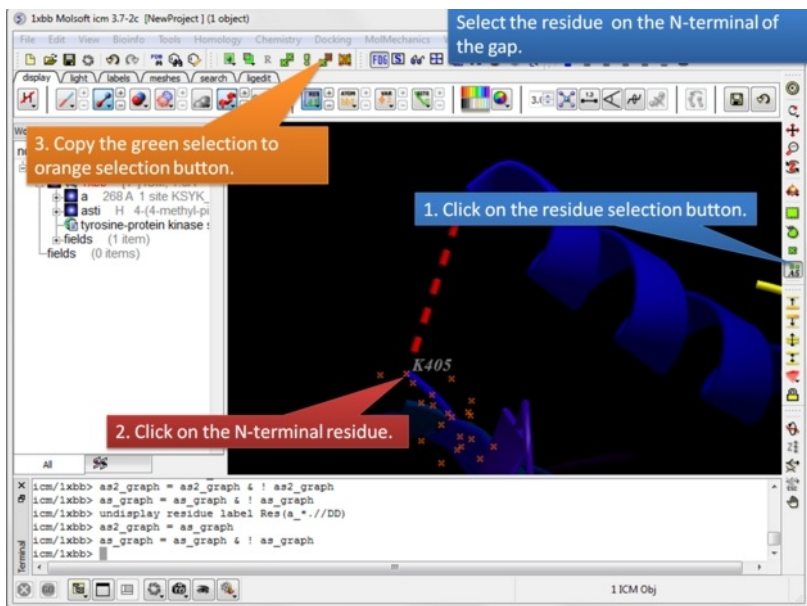 1xbb Molsoft icm 3.7-2c [NewProject] (1 object)
Select the residue on the N-terminal of
the gap.
File Edit View Bioinfo Tools Homology Chemistry Docking MolMechanics
display light labels meshes search ligedit
3. Copy the green selection to
orange selection button.
a 268 A 1 site KSYK_
asti H 4-(4-methyl-pi
tyrosine-protein kinase s
fields (1 item)
fields (0 items)
1. Click on the residue selection button.
K405
2. Click on the N-terminal residue.
All
icm/1xbb> as2_graph = as2_graph & ! as2_graph
icm/1xbb> as_graph = as_graph & ! as_graph
icm/1xbb> undisplay residue label Res(a_*.//DD)
icm/1xbb> as2_graph = as_graph
icm/1xbb> as_graph = as_graph & ! as_graph
icm/1xbb>
Terminal
1 ICM Obj